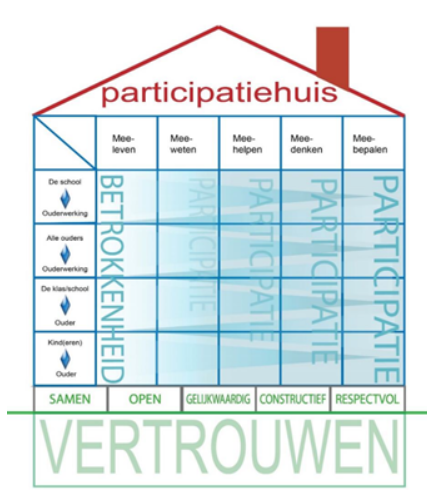 participatiehuis
Mee-
leven
Mee-
weten
Mee-
helpen
Mee-
denken
Mee-
bepalen
De school
Ouderwerking
Alle ouders
Ouderwerking
De klas/school
Ouder
Kind(eren)
Ouder
BETROKKENHEID
PARTICIPATIE
PARTICIPATIE
PARTICIPATIE
PARTICIPATIE
SAMEN
OPEN
GELIJKWAARDIG
CONSTRUCTIEF
RESPECTVOL
VERTROUWEN